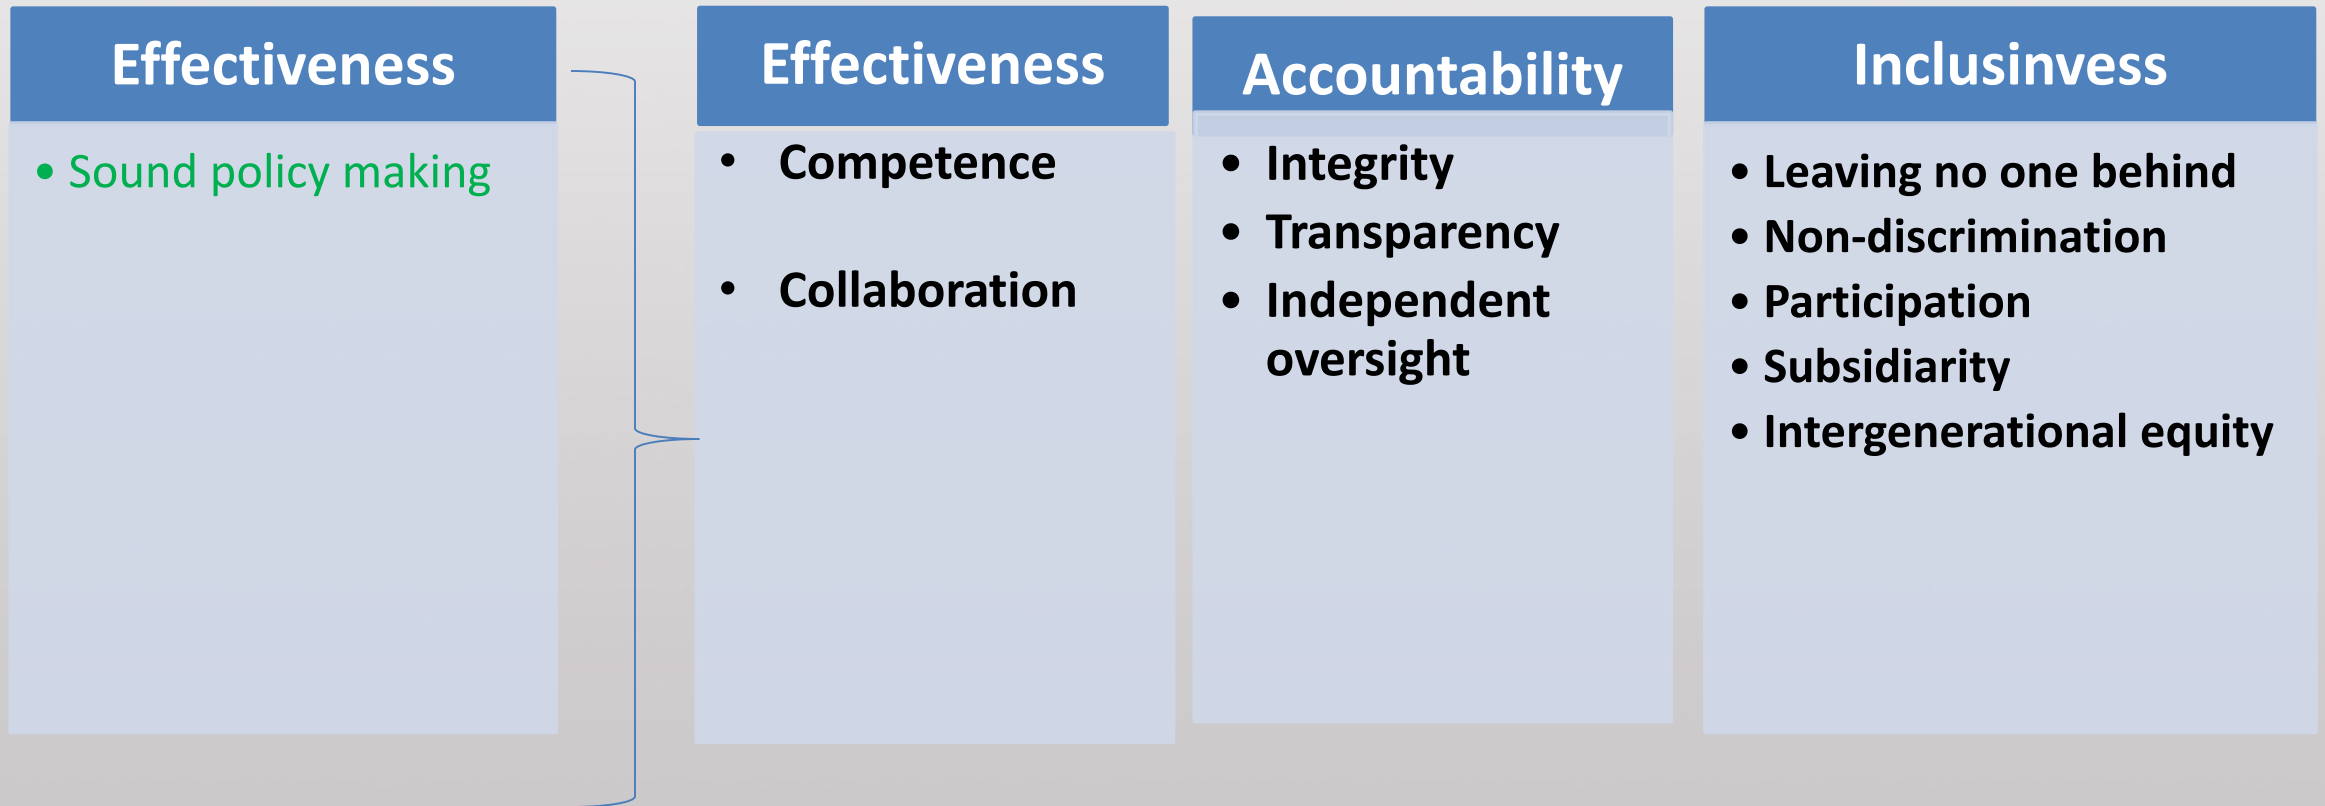 Effectiveness
• Sound policy making
Effectiveness
• Competence
• Collaboration
Accountability
• Integrity
• Transparency
• Independent
oversight
Inclusinvess
• Leaving no one behind
• Non-discrimination
• Participation
• Subsidiarity
• Intergenerational equity